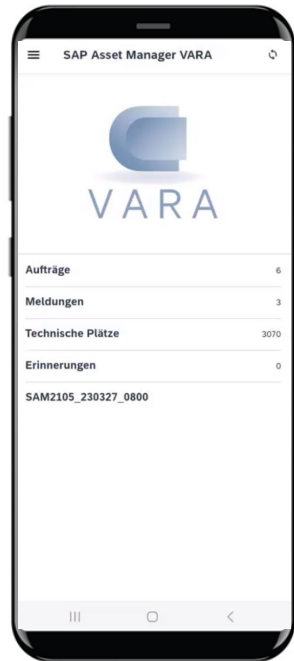 SAP Asset Manager VARA
VARA
Aufträge 6
Meldungen 3
Technische Plätze 3070
Erinnerungen 0
SAM2105_230327_0800